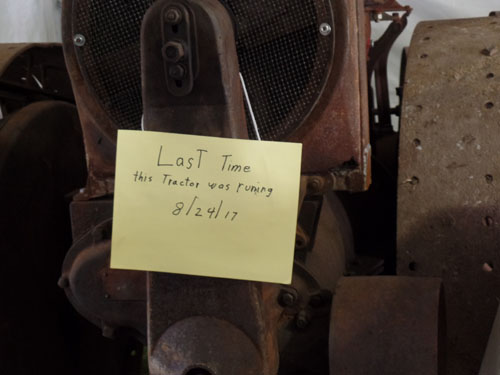 LasT Time
this Tractor was runing
8/24/17